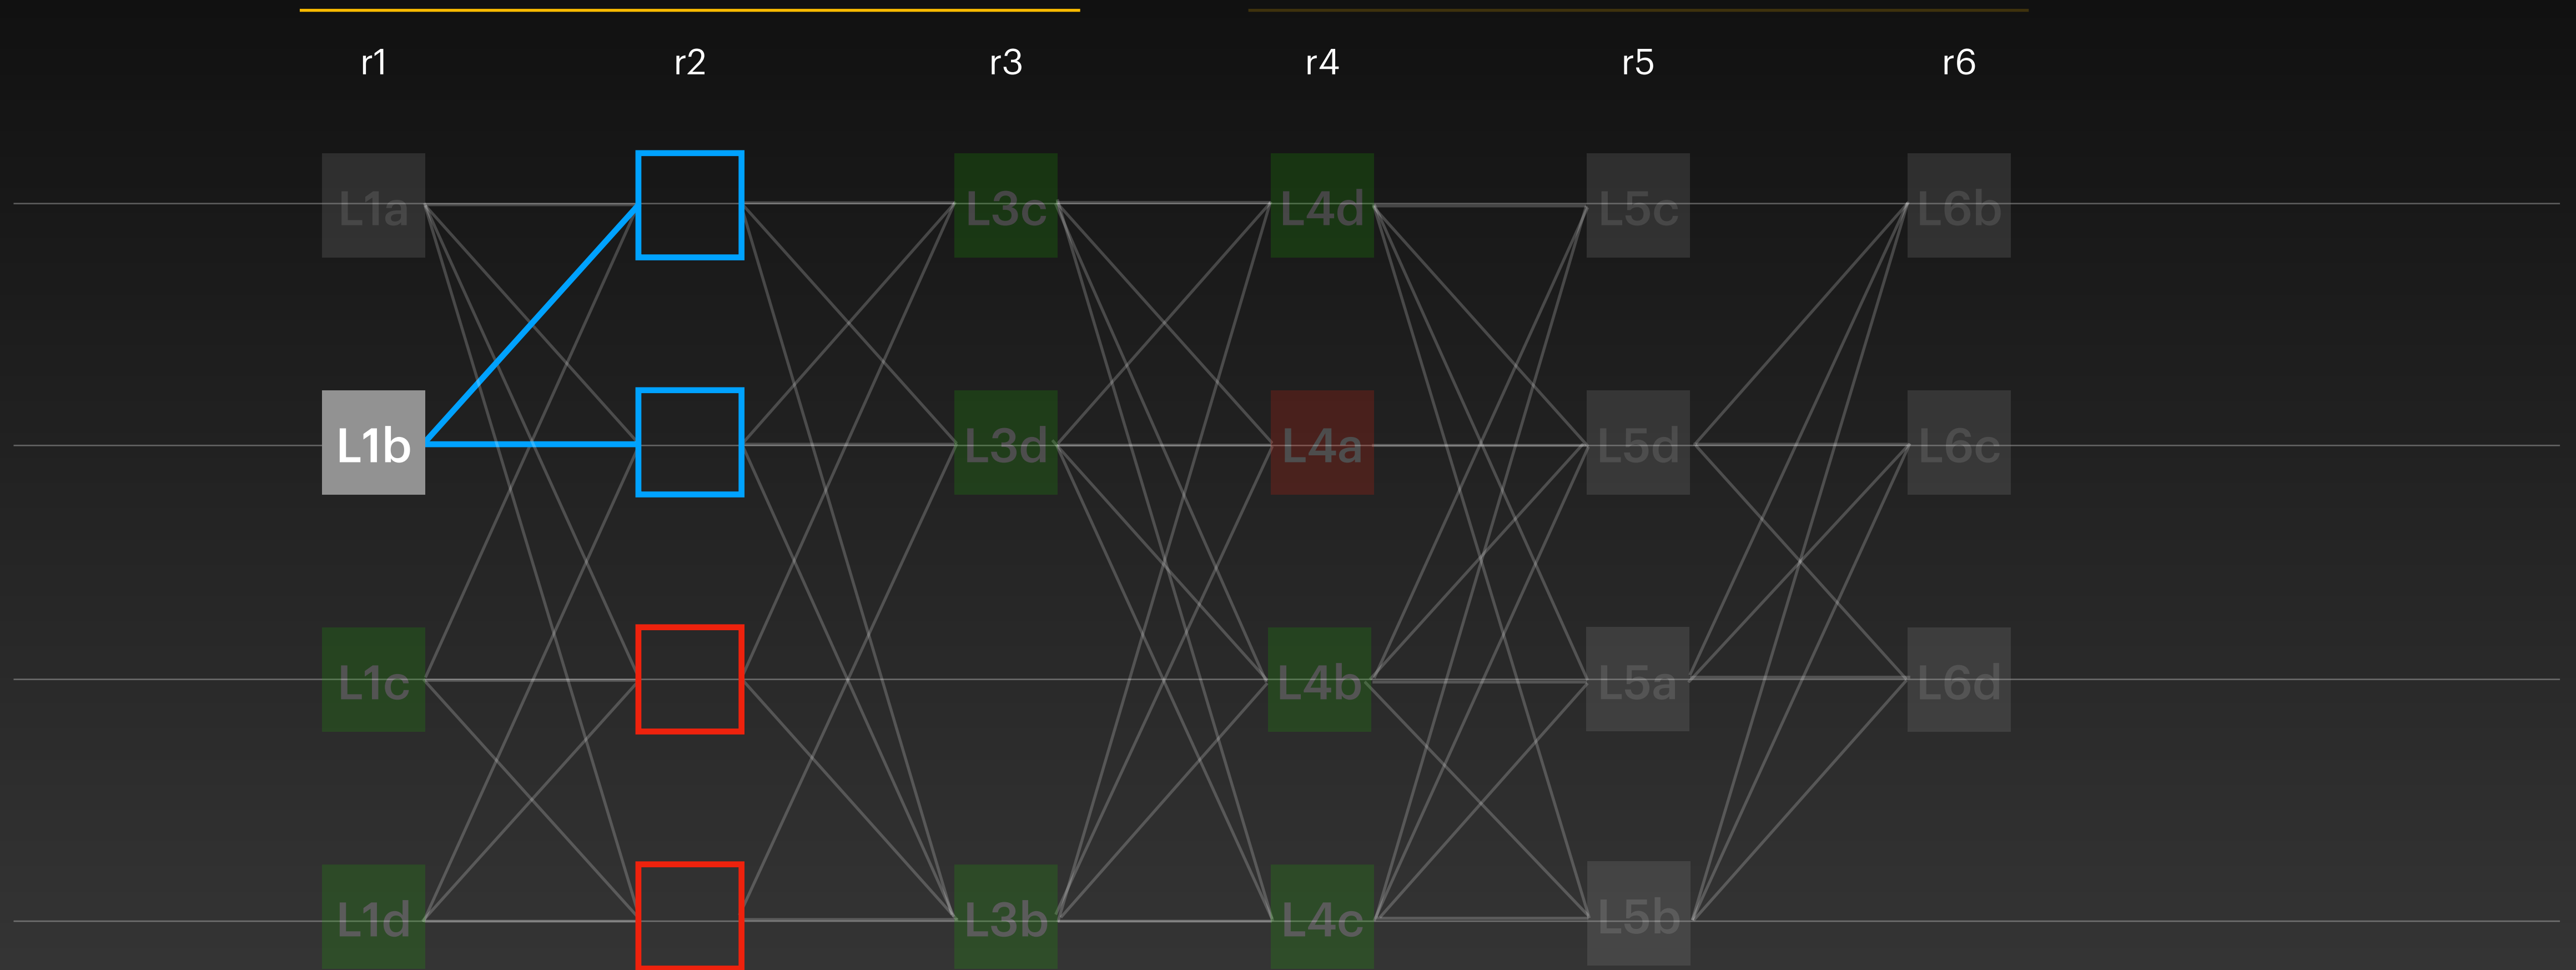 r1 r2 r3 r4 r5 r6
L1a L3c L4d L5c L6b
L1b L3d L4a L5d L6c
L1c L4b L5a L6d
L1d L3b L4c L5b